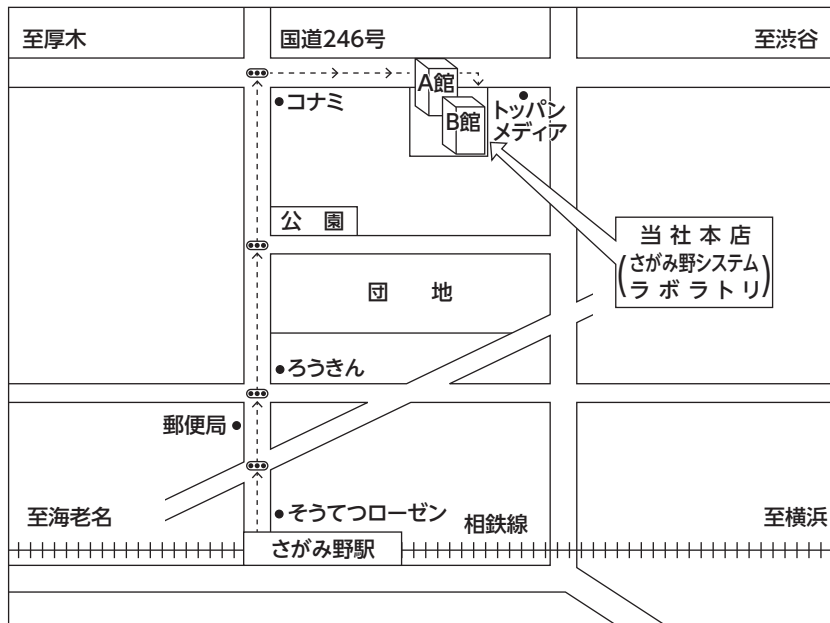 至厚木
国道246号
至渋谷
A館
B館
コナミ
トッパン
メディア
公 園
当 社 本 店
(さがみ野システム
ラ ボ ラ ト リ)
団 地
ろうきん
郵便局
そうてつローゼン
至海老名
相鉄線
至横浜
さがみ野駅